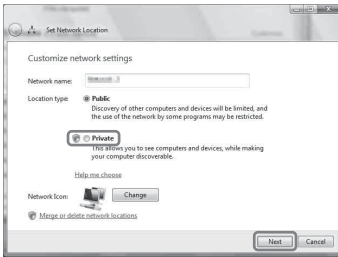 Set Network Location
Customize network settings
Network name:
Location type: Public
Discovery of other computers and devices will be limited, and
the use of the network by some programs may be restricted.
Private
This allows you to see computers and devices, while making
your computer discoverable.
Help me choose
Network Icon: Change
Merge or delete network locations
Next Cancel